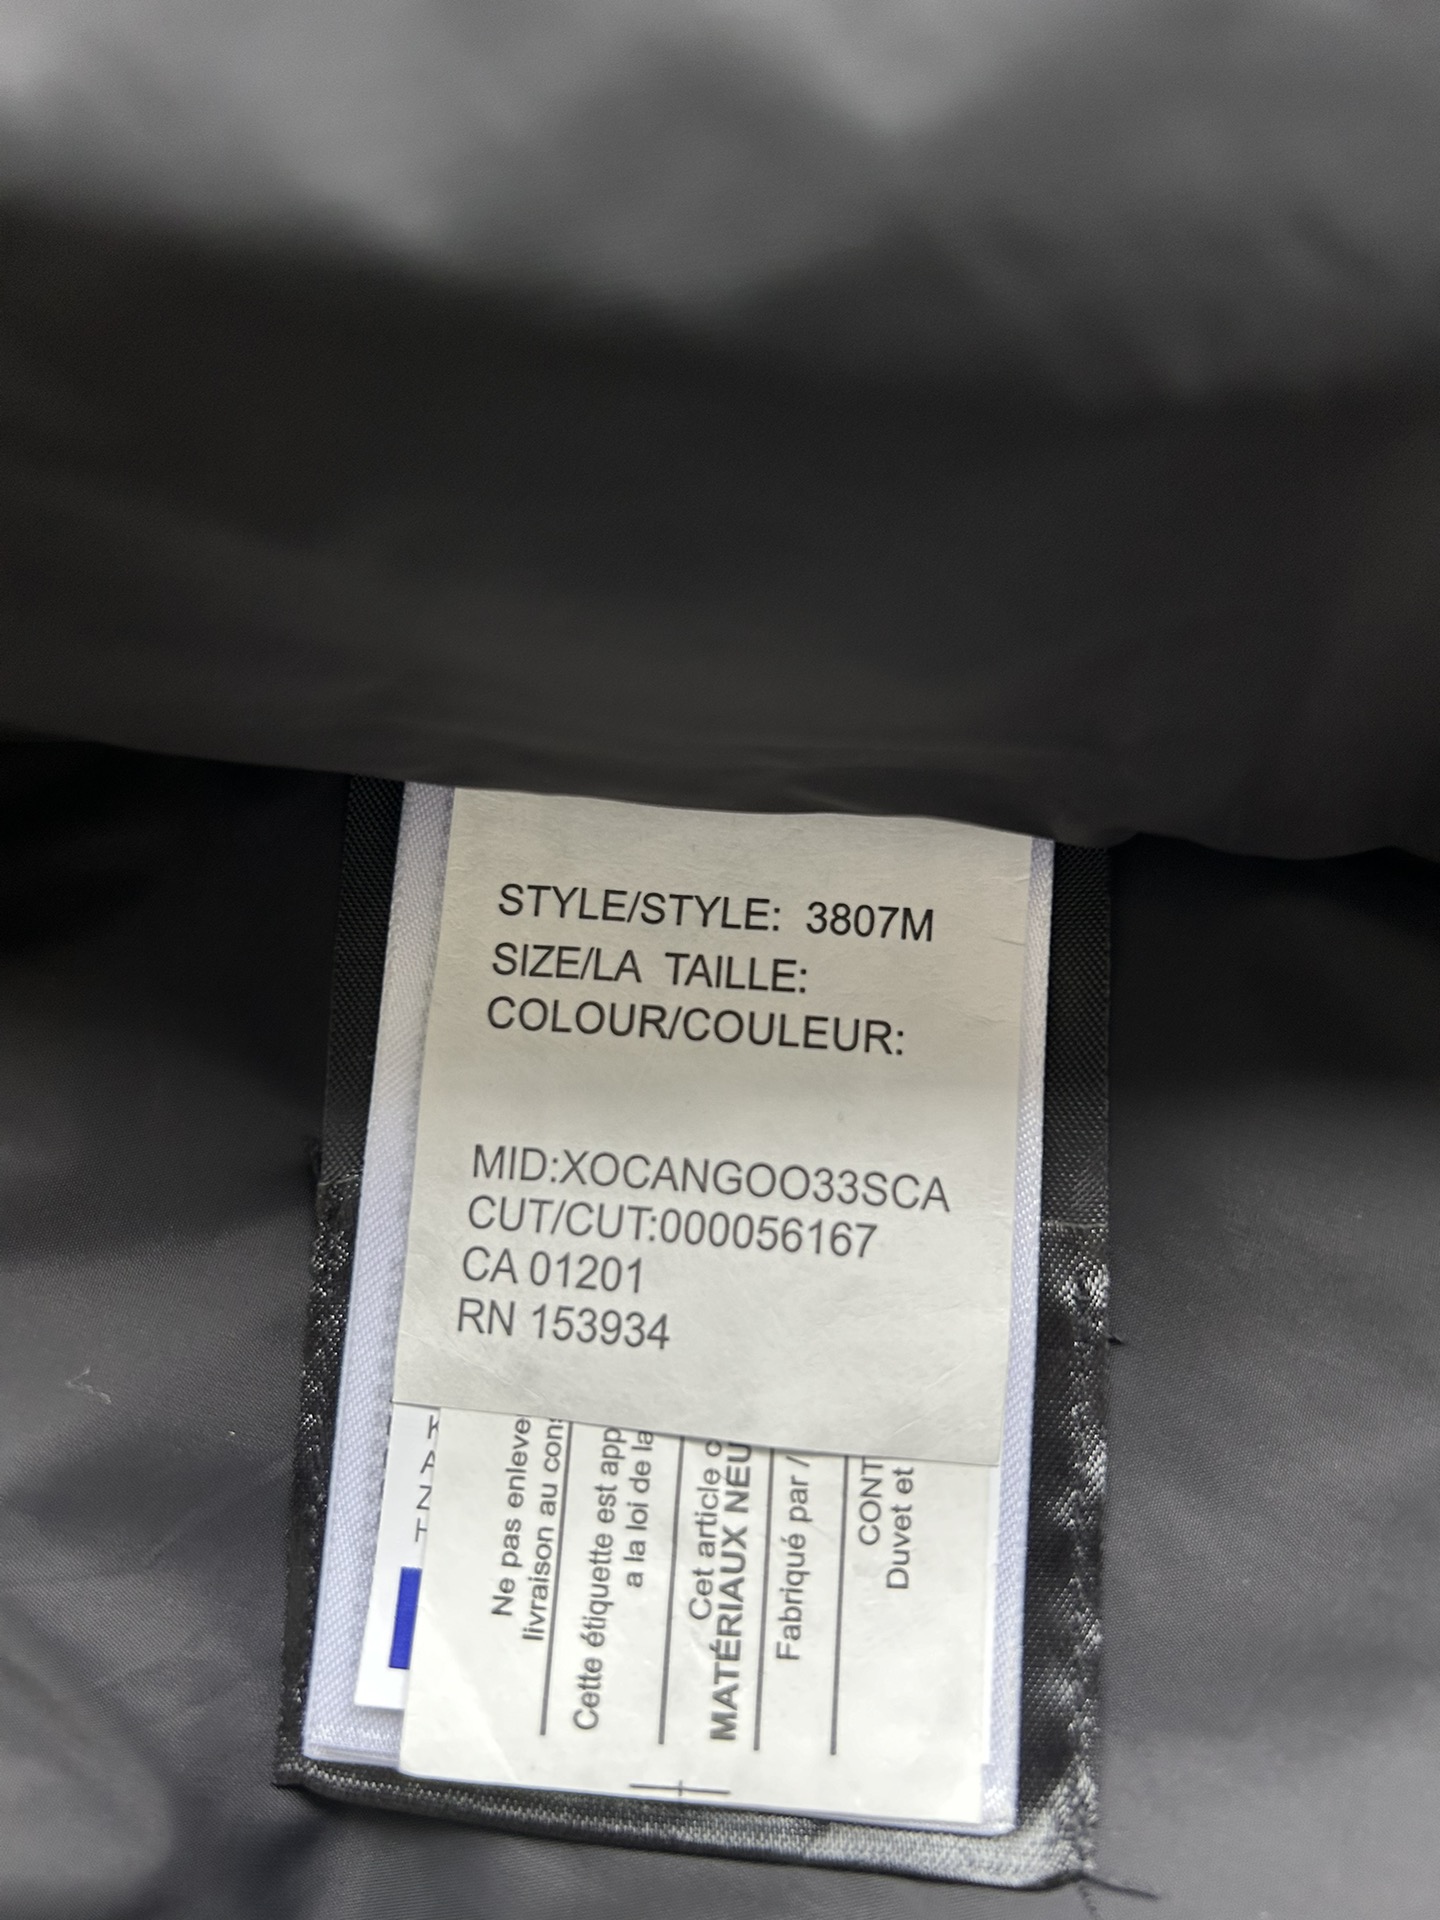 STYLE/STYLE: 3807M
SIZE/LA TAILLE:
COLOUR/COULEUR:
MID:XOCANGOO33SCA
CUT/CUT:000056167
CA 01201
RN 153934
K
A
Z
T
Ne pas enleve
livraison au con
Cette étiquette est app
a la loi de la
Cet article c
MATÉRIAUX NEU
Fabriqué par /
CONT
Duvet et